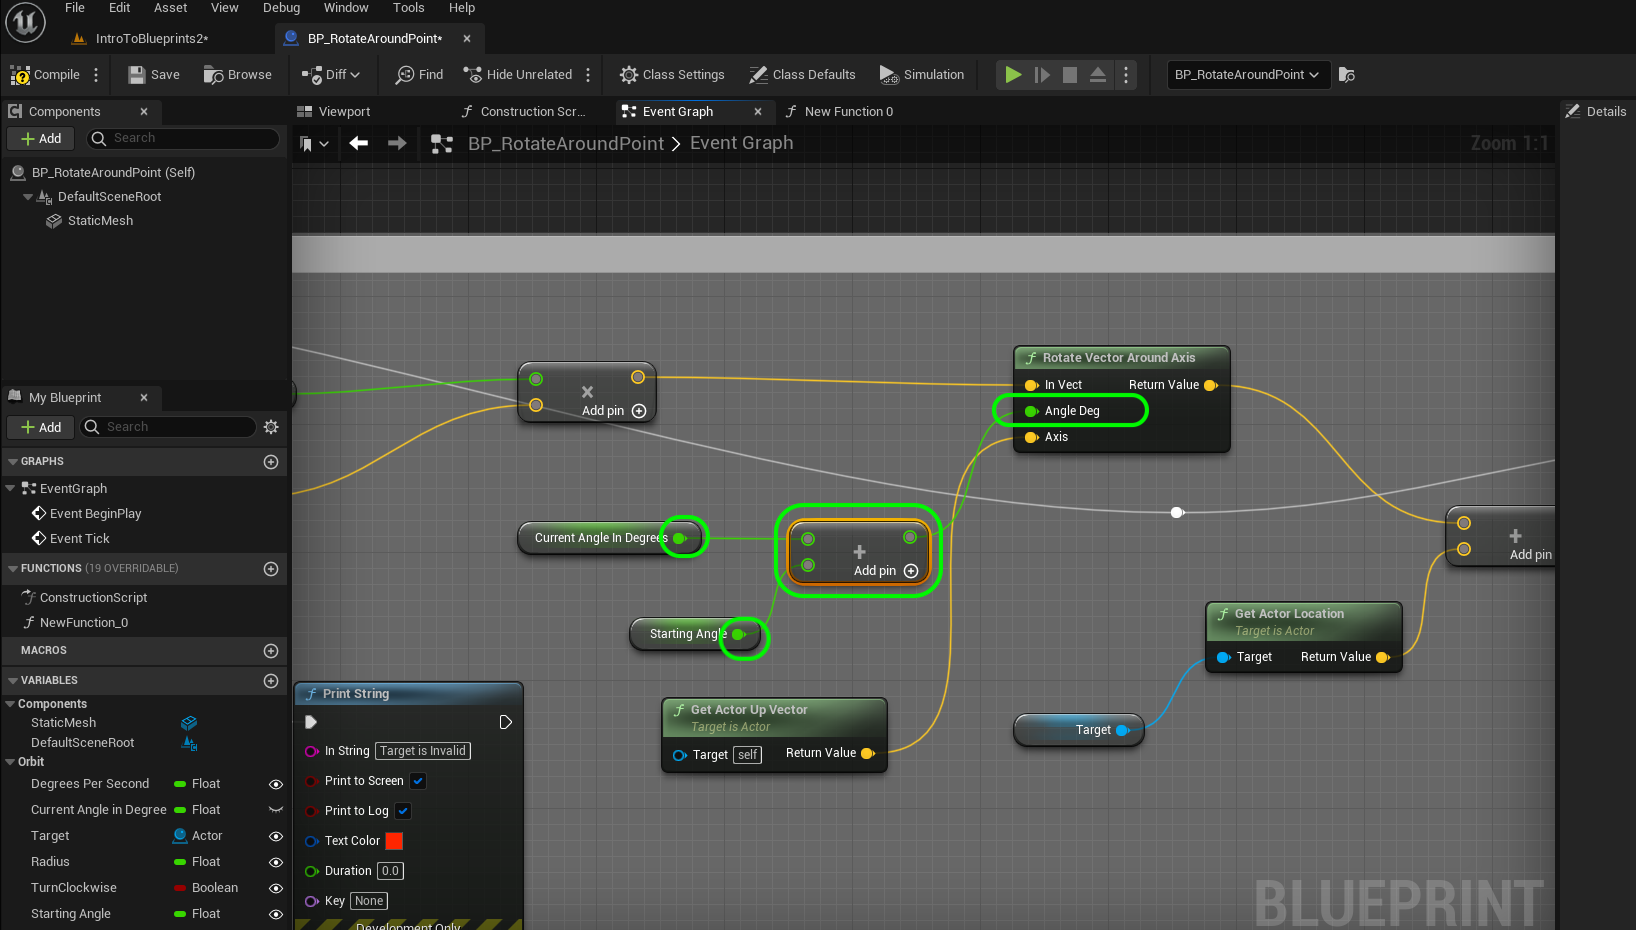 File Edit Asset View Debug Window Tools Help
IntroToBlueprints2*
BP_RotateAroundPoint*
Compile
Save
Browse
Diff
Find
Hide Unrelated
Class Settings
Class Defaults
Simulation
BP_RotateAroundPoint
Components
Viewport
Construction Scr...
Event Graph
New Function 0
Details
Add
Search
BP_RotateAroundPoint > Event Graph
Zoom 1:1
BP_RotateAroundPoint (Self)
DefaultSceneRoot
StaticMesh
My Blueprint
Add
Search
GRAPHS
EventGraph
Event BeginPlay
Event Tick
FUNCTIONS (19 OVERRIDABLE)
ConstructionScript
NewFunction_0
MACROS
VARIABLES
Components
StaticMesh
DefaultSceneRoot
Orbit
Degrees Per Second Float
Current Angle in Degree Float
Target Actor
Radius Float
TurnClockwise Boolean
Starting Angle Float
Add pin
Rotate Vector Around Axis
In Vect Return Value
Angle Deg
Axis
Current Angle In Degrees
Add pin
Starting Angle
Add pin
Get Actor Location
Target is Actor
Target Return Value
Get Actor Up Vector
Target is Actor
Target self Return Value
Target
Print String
In String Target is Invalid
Print to Screen
Print to Log
Text Color
Duration 0.0
Key None
Development Only
BLUEPRINT